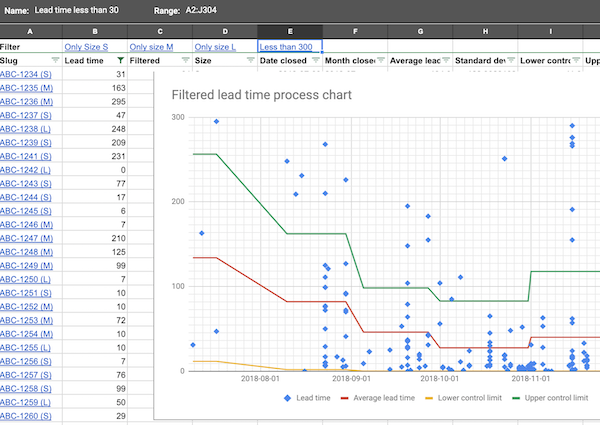 Name: Lead time less than 30 Range: A2:J304
A B C D E F G H I
Filter Only Size S Only size M Only size L Less than 300
Slug Lead time Filtered Size Date closed Month close Average lead Standard dev Lower contro Upp
ABC-1234 (S) 31
ABC-1235 (M) 163
ABC-1236 (M) 295
ABC-1237 (S) 47
ABC-1238 (L) 248
ABC-1239 (S) 209
ABC-1241 (S) 231
ABC-1242 (L) 0
ABC-1243 (S) 77
ABC-1244 (S) 17
ABC-1245 (S) 6
ABC-1246 (M) 7
ABC-1247 (M) 210
ABC-1248 (M) 125
ABC-1249 (M) 99
ABC-1250 (L) 7
ABC-1251 (S) 10
ABC-1252 (M) 10
ABC-1253 (M) 72
ABC-1254 (M) 10
ABC-1255 (L) 10
ABC-1256 (S) 7
ABC-1257 (S) 76
ABC-1258 (S) 99
ABC-1259 (L) 50
ABC-1260 (S) 29
Filtered lead time process chart
300
200
100
0
2018-08-01 2018-09-01 2018-10-01 2018-11-01
Lead time Average lead time Lower control limit Upper control limit